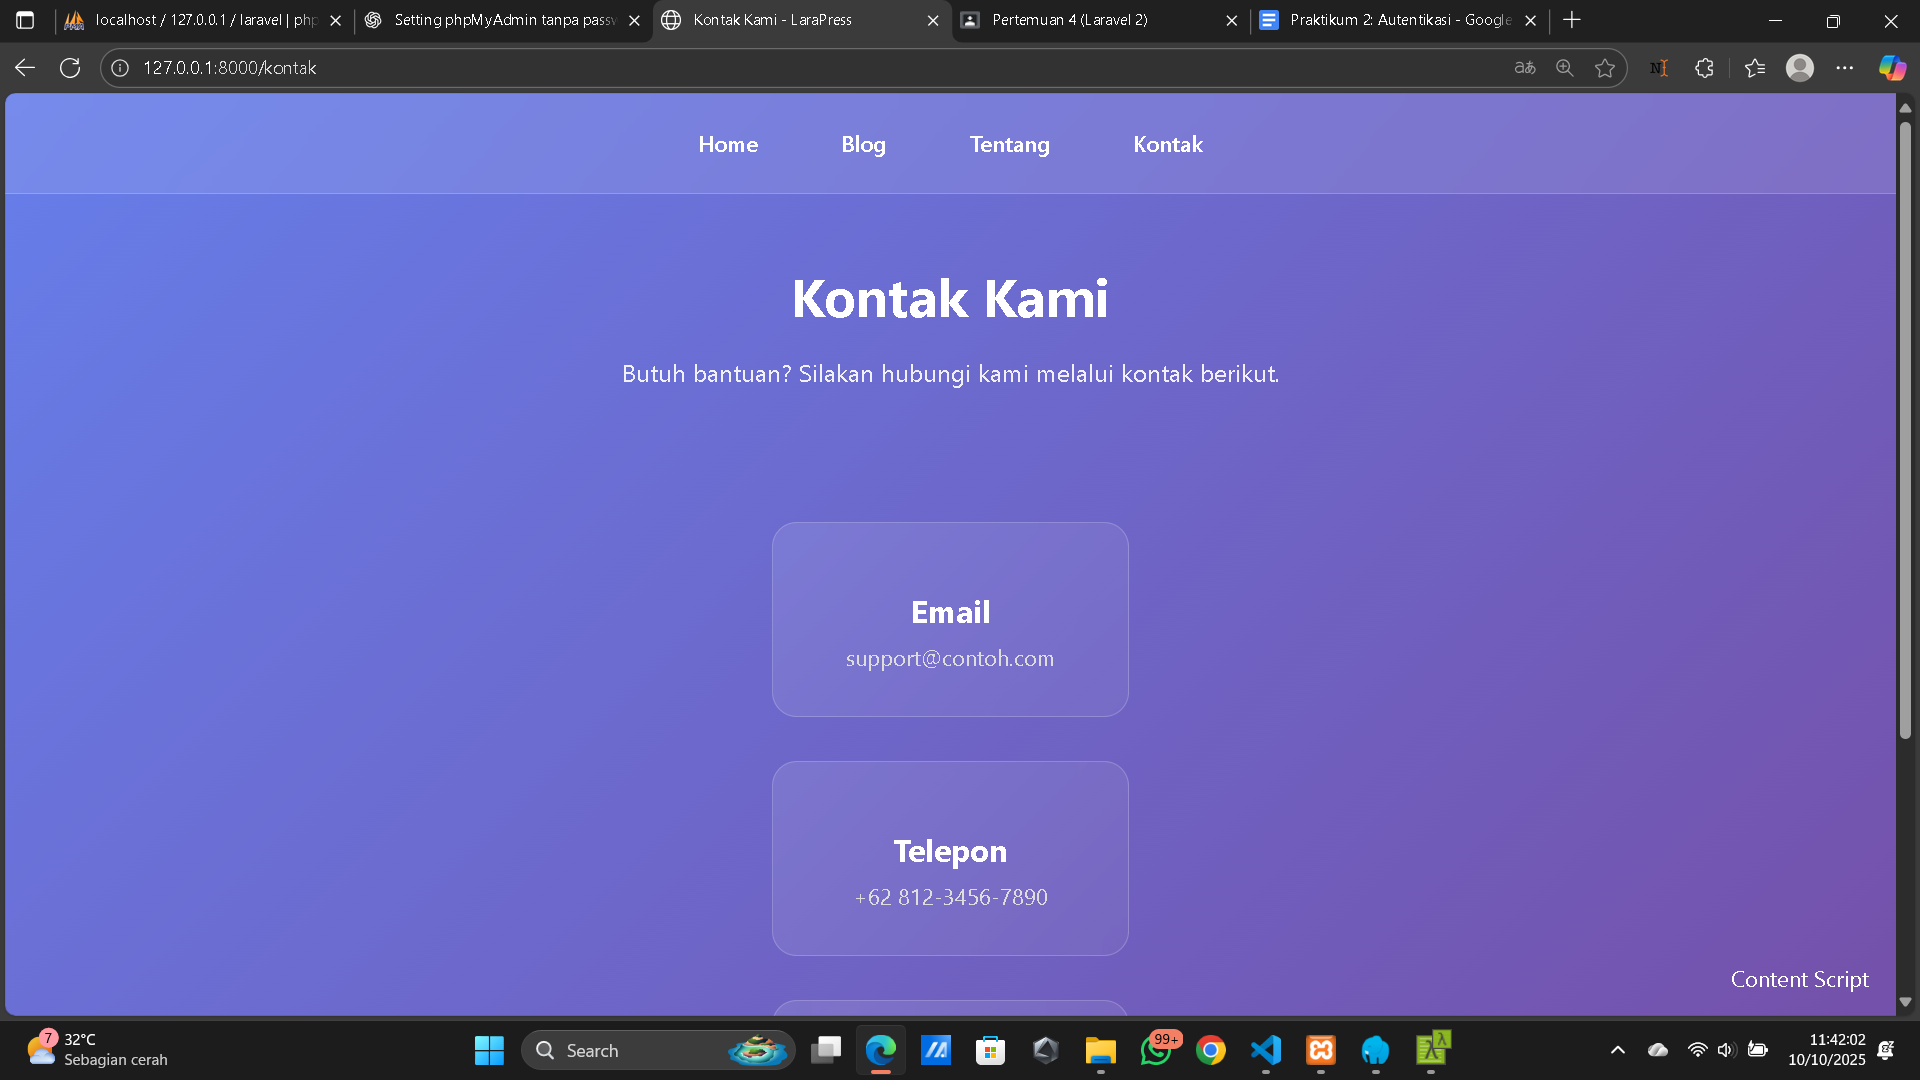 localhost / 127.0.0.1 / laravel | php
Setting phpMyAdmin tanpa passw
Kontak Kami - LaraPress
Pertemuan 4 (Laravel 2)
Praktikum 2: Autentikasi - Google
127.0.0.1:8000/kontak
Home
Blog
Tentang
Kontak
Kontak Kami
Butuh bantuan? Silakan hubungi kami melalui kontak berikut.
Email
support@contoh.com
Telepon
+62 812-3456-7890
Content Script
7
32°C
Sebagian cerah
Search
99+
11:42:02
10/10/2025